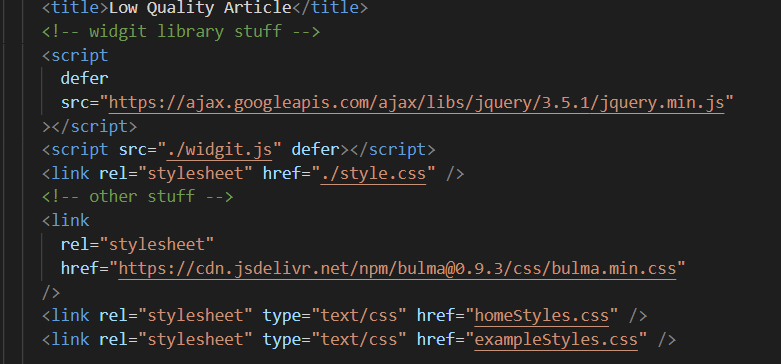 <title>Low Quality Article</title>
<!-- widgit library stuff -->
<script
defer
src="https://ajax.googleapis.com/ajax/libs/jquery/3.5.1/jquery.min.js"
></script>
<script src="./widgit.js" defer></script>
<link rel="stylesheet" href="./style.css" />
<!-- other stuff -->
<link
rel="stylesheet"
href="https://cdn.jsdelivr.net/npm/bulma@0.9.3/css/bulma.min.css"
/>
<link rel="stylesheet" type="text/css" href="homeStyles.css" />
<link rel="stylesheet" type="text/css" href="exampleStyles.css" />